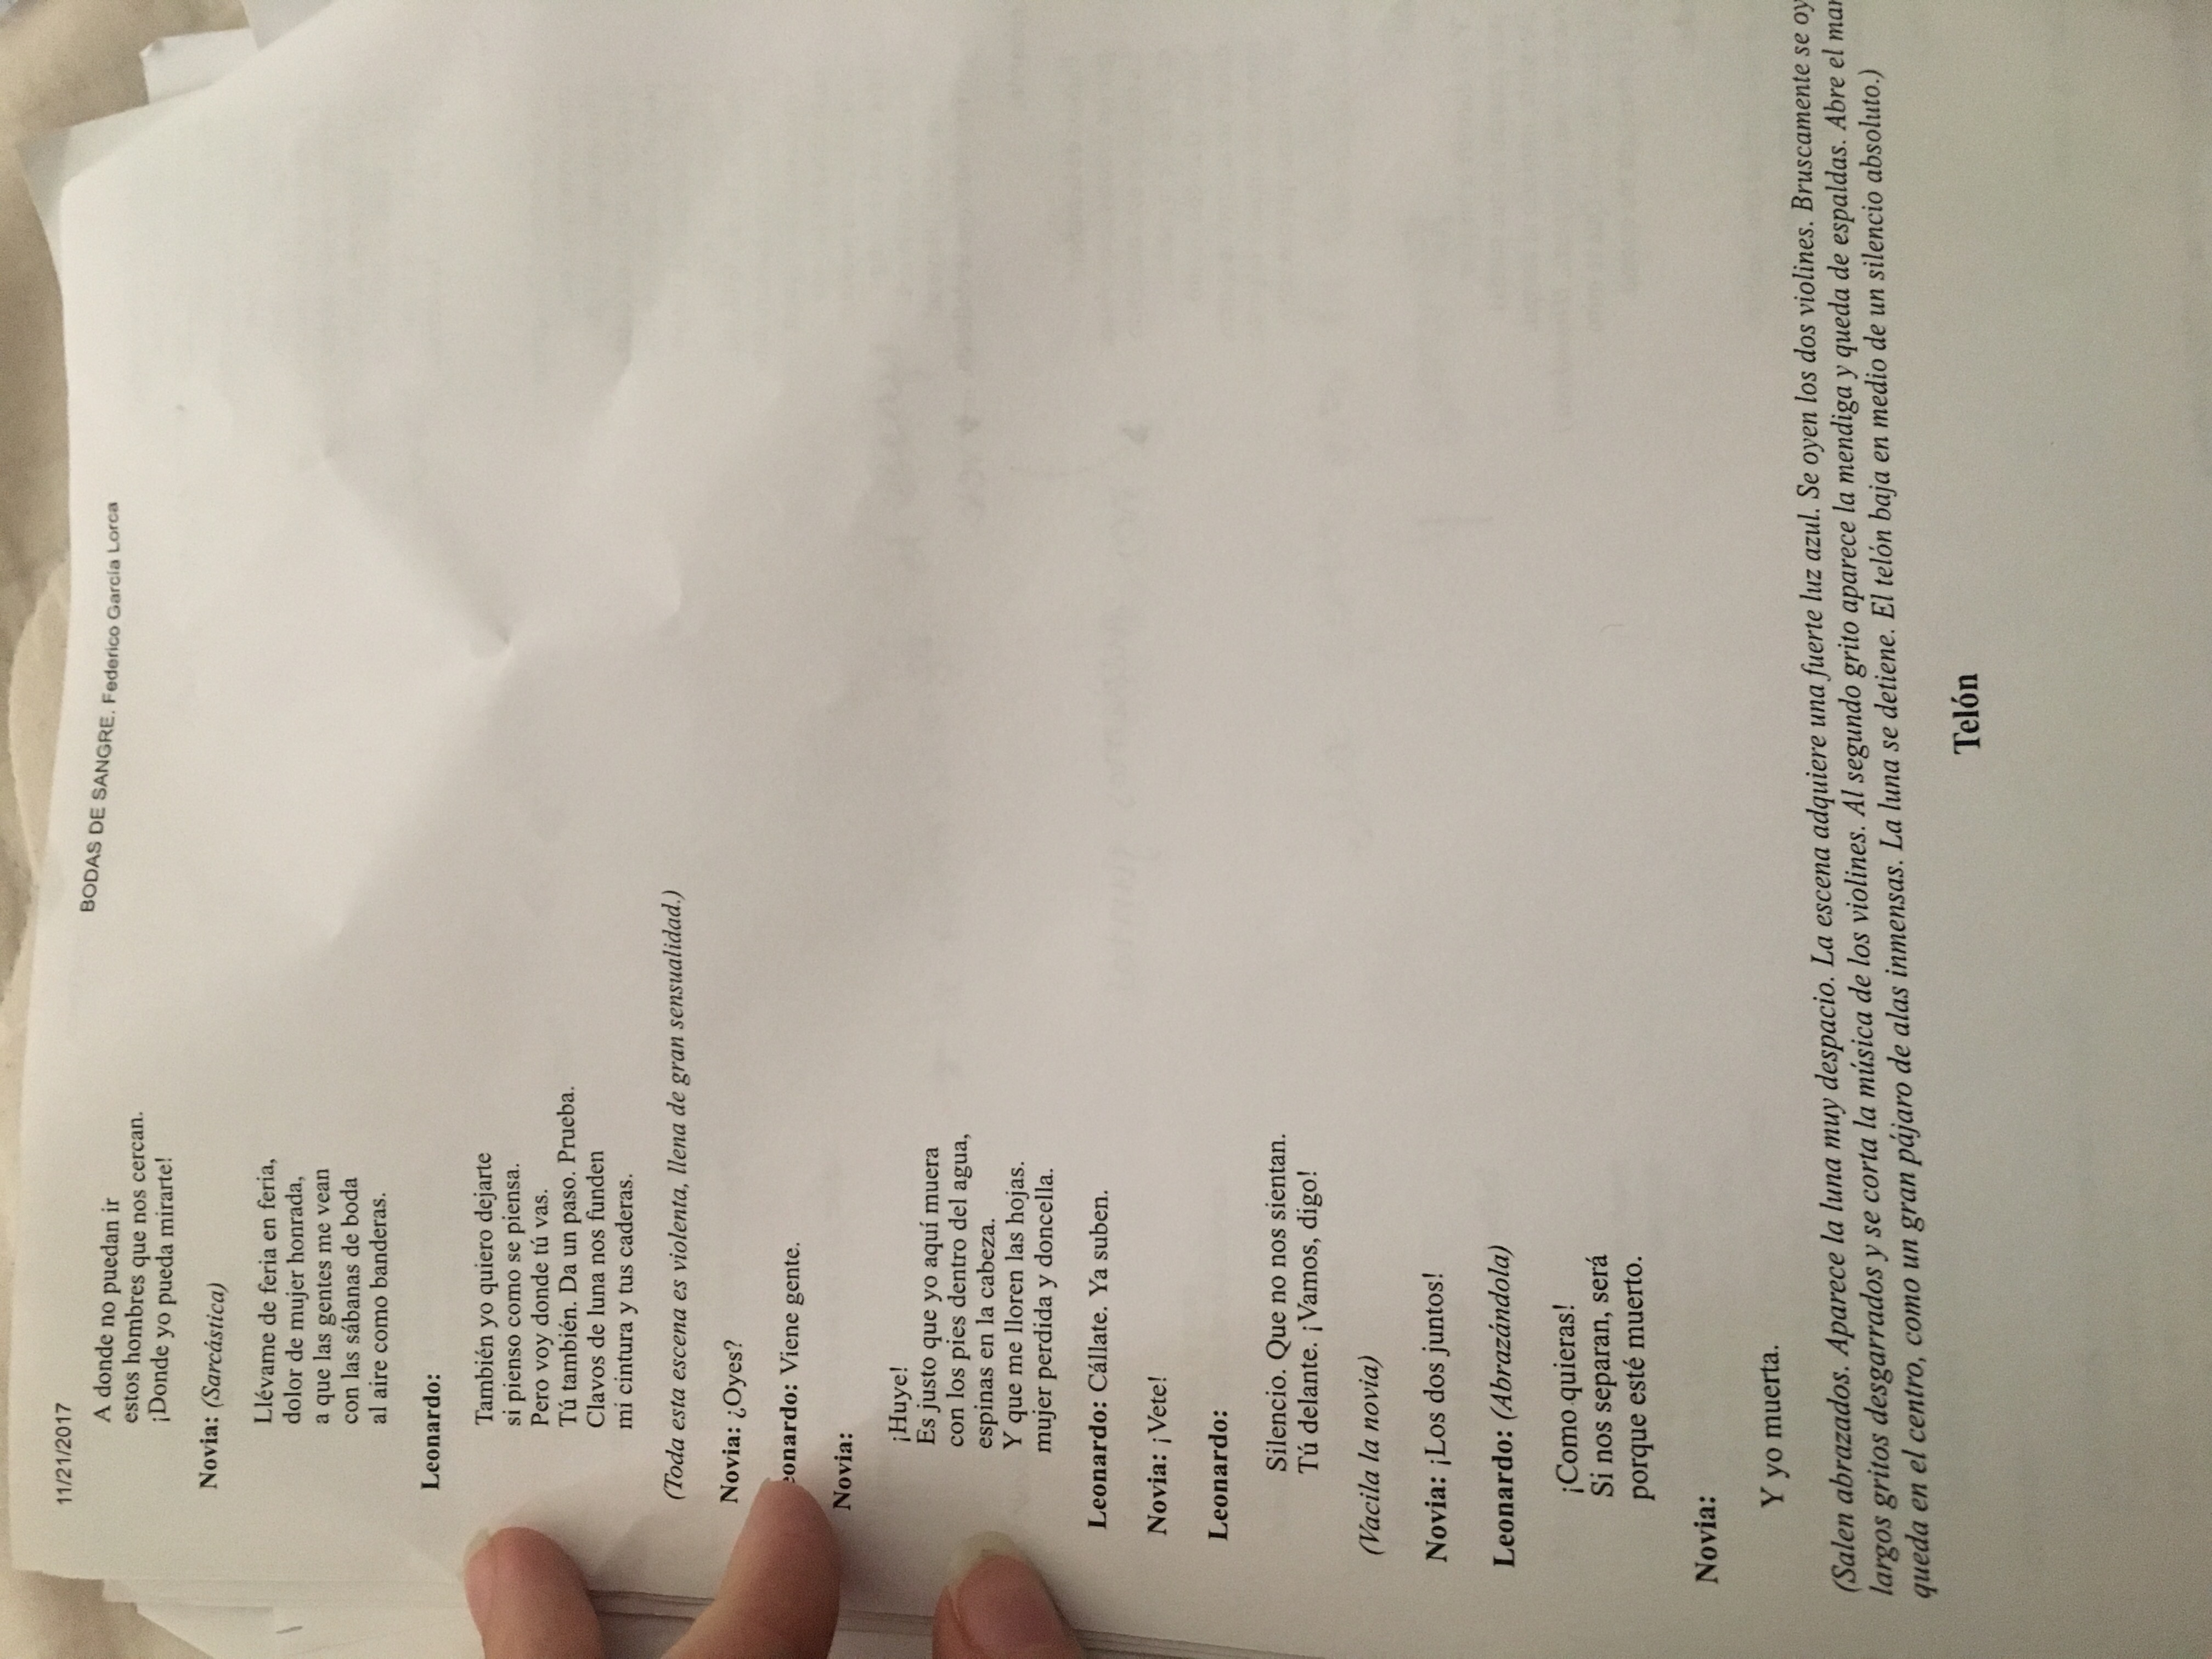 11/21/2017
BODAS DE SANGRE. Federico García Lorca
A donde no puedan ir
estos hombres que nos cercan.
¡Donde yo pueda mirarte!
Novia: (Sarcástica)
Llévame de feria en feria,
dolor de mujer honrada,
a que las gentes me vean
con las sábanas de boda
al aire como banderas.
Leonardo:
También yo quiero dejarte
si pienso como se piensa.
Pero voy donde tú vas.
Tú también. Da un paso. Prueba.
Clavos de luna nos funden
mi cintura y tus caderas.
(Toda esta escena es violenta, llena de gran sensualidad.)
Novia: ¿Oyes?
eonardo: Viene gente.
Novia:
¡Huye!
Es justo que yo aquí muera
con los pies dentro del agua,
espinas en la cabeza.
Y que me lloren las hojas.
mujer perdida y doncella.
Leonardo: Cállate. Ya suben.
Novia: ¡Vete!
Leonardo:
Silencio. Que no nos sientan.
Tú delante. ¡Vamos, digo!
(Vacila la novia)
Novia: ¡Los dos juntos!
Leonardo: (Abrazándola)
¡Como quieras!
Si nos separan, será
porque esté muerto.
Novia:
Y yo muerta.
(Salen abrazados. Aparece la luna muy despacio. La escena adquiere una fuerte luz azul. Se oyen los dos violines. Bruscamente se oy
largos gritos desgarrados y se corta la música de los violines. Al segundo grito aparece la mendiga y queda de espaldas. Abre el man
queda en el centro, como un gran pájaro de alas inmensas. La luna se detiene. El telón baja en medio de un silencio absoluto.)
Telón